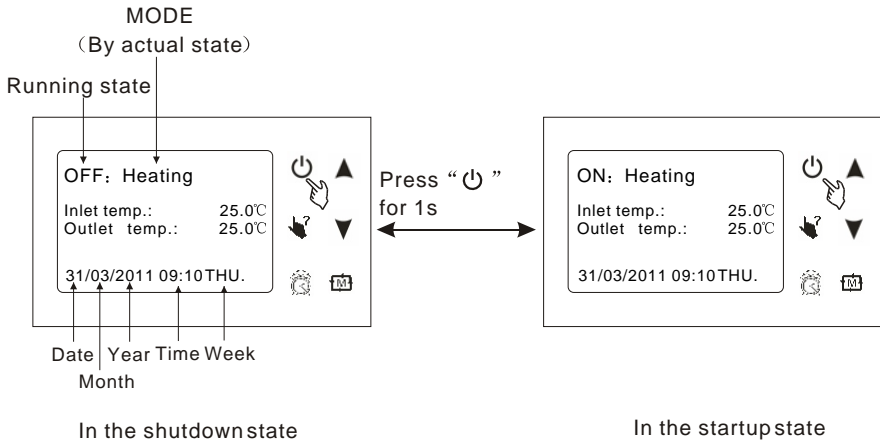 MODE
（By actual state）
Running state
OFF: Heating
Inlet temp.: 25.0℃
Outlet temp.: 25.0℃
31/03/2011 09:10 THU.
?
M
Date Year Time Week
Month
In the shutdown state
Press “⏻”
for 1s
ON: Heating
Inlet temp.: 25.0℃
Outlet temp.: 25.0℃
31/03/2011 09:10 THU.
?
M
In the startup state